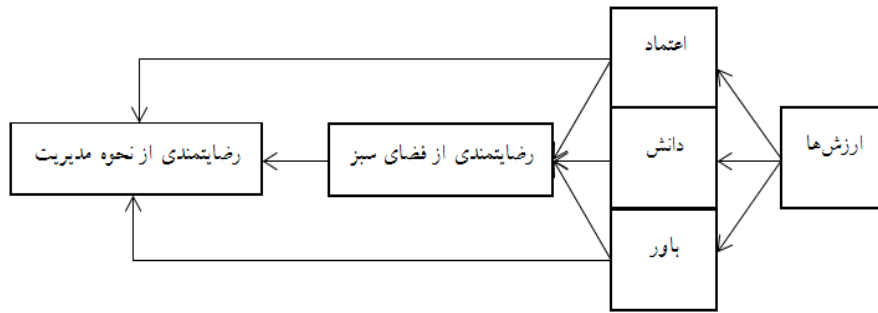 اعتماد
ارزش‌ها
دانش
رضایتمندی از فضای سبز
رضایتمندی از نحوه مدیریت
باور